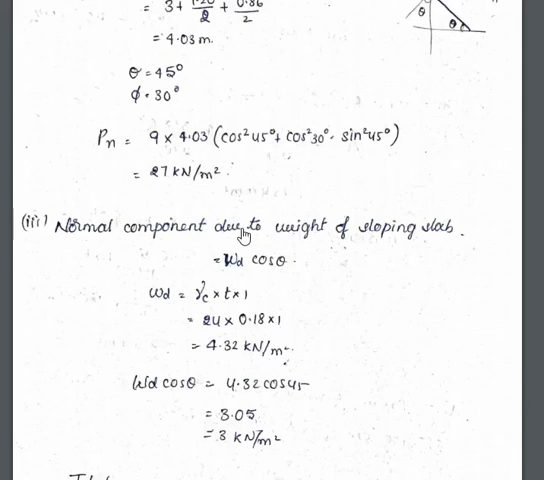 = 3 + 1.20/2 + 0.86/2
= 4.03 m.
θ
θ
θ = 45°
ϕ = 30°
Pn = 9 × 4.03 (cos²45° + cos²30°. sin²45°)
= 27 KN/m².
(iii) Normal component due to weight of sloping slab.
= Wd cosθ.
Wd = γc × t × 1
= 24 × 0.18 × 1
= 4.32 KN/m².
Wd cosθ = 4.32 cos45
= 3.05
= 3 KN/m²